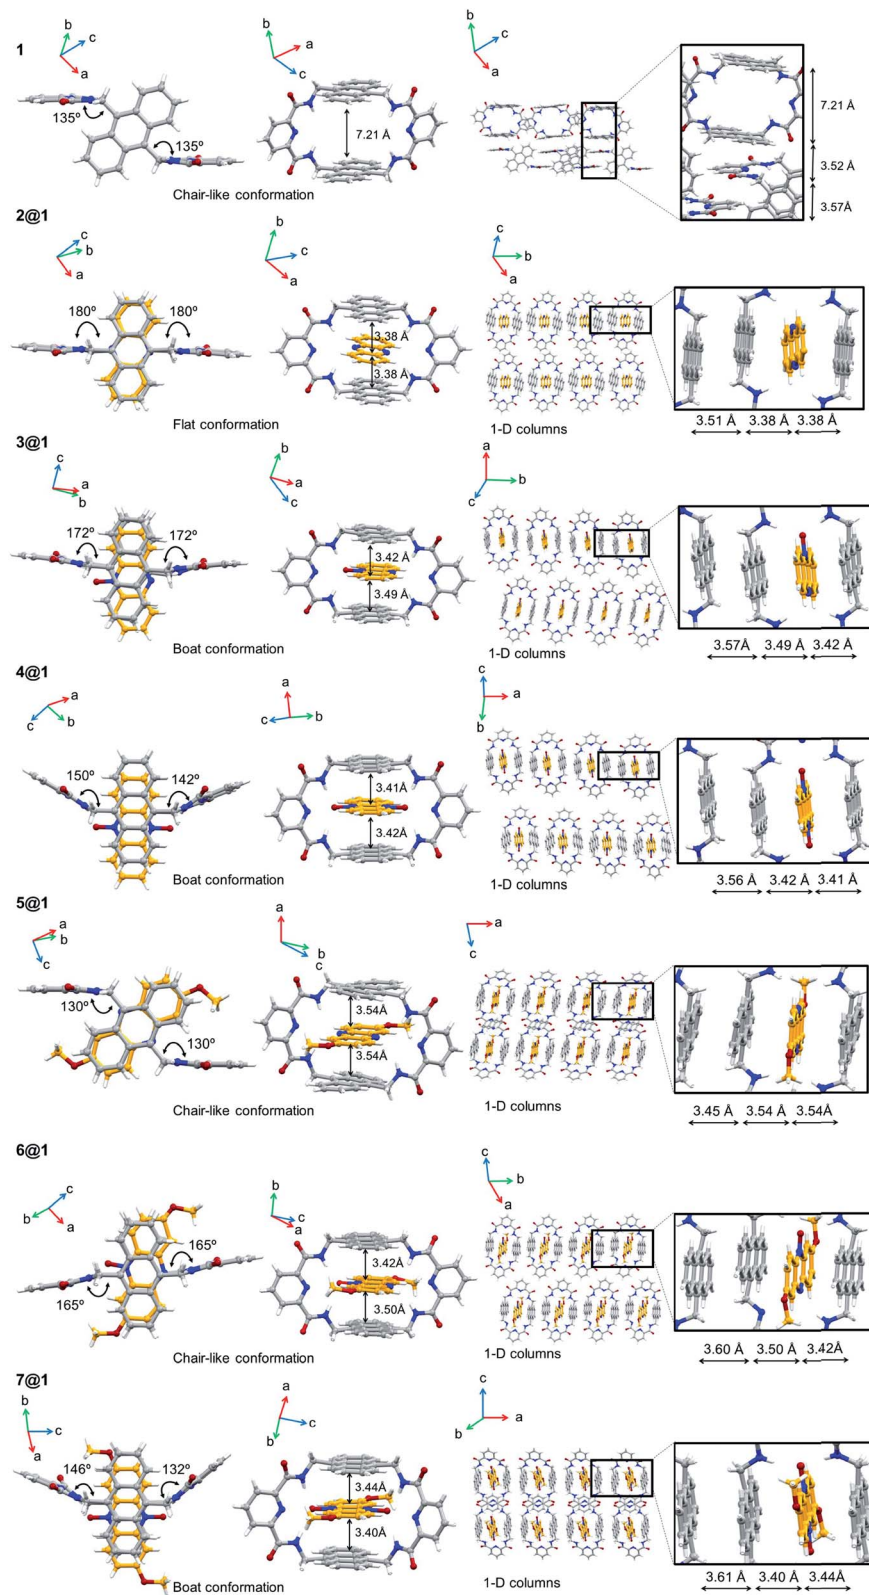 1
b
c
a
b
a
c
b
c
a
135º
135º
7.21 Å
7.21 Å
3.52 Å
3.57Å
Chair-like conformation
2@1
c
b
a
b
c
a
c
b
a
180º
180º
3.38 Å
3.38 Å
Flat conformation
1-D columns
3.51 Å
3.38 Å
3.38 Å
3@1
c
a
b
b
a
c
a
b
c
172º
172º
3.42 Å
3.49 Å
Boat conformation
1-D columns
3.57Å
3.49 Å
3.42 Å
4@1
a
b
c
a
b
c
c
a
b
150º
142º
3.41 Å
3.42 Å
Boat conformation
1-D columns
3.56 Å
3.42 Å
3.41 Å
5@1
a
b
c
a
b
c
a
c
130º
130º
3.54Å
3.54Å
Chair-like conformation
1-D columns
3.45 Å
3.54 Å
3.54Å
6@1
c
b
a
b
c
a
c
b
a
165º
165º
3.42 Å
3.50Å
Chair-like conformation
1-D columns
3.60 Å
3.50 Å
3.42Å
7@1
b
c
a
a
c
b
c
b
a
146º
132º
3.44 Å
3.40 Å
Boat conformation
1-D columns
3.61 Å
3.40 Å
3.44Å